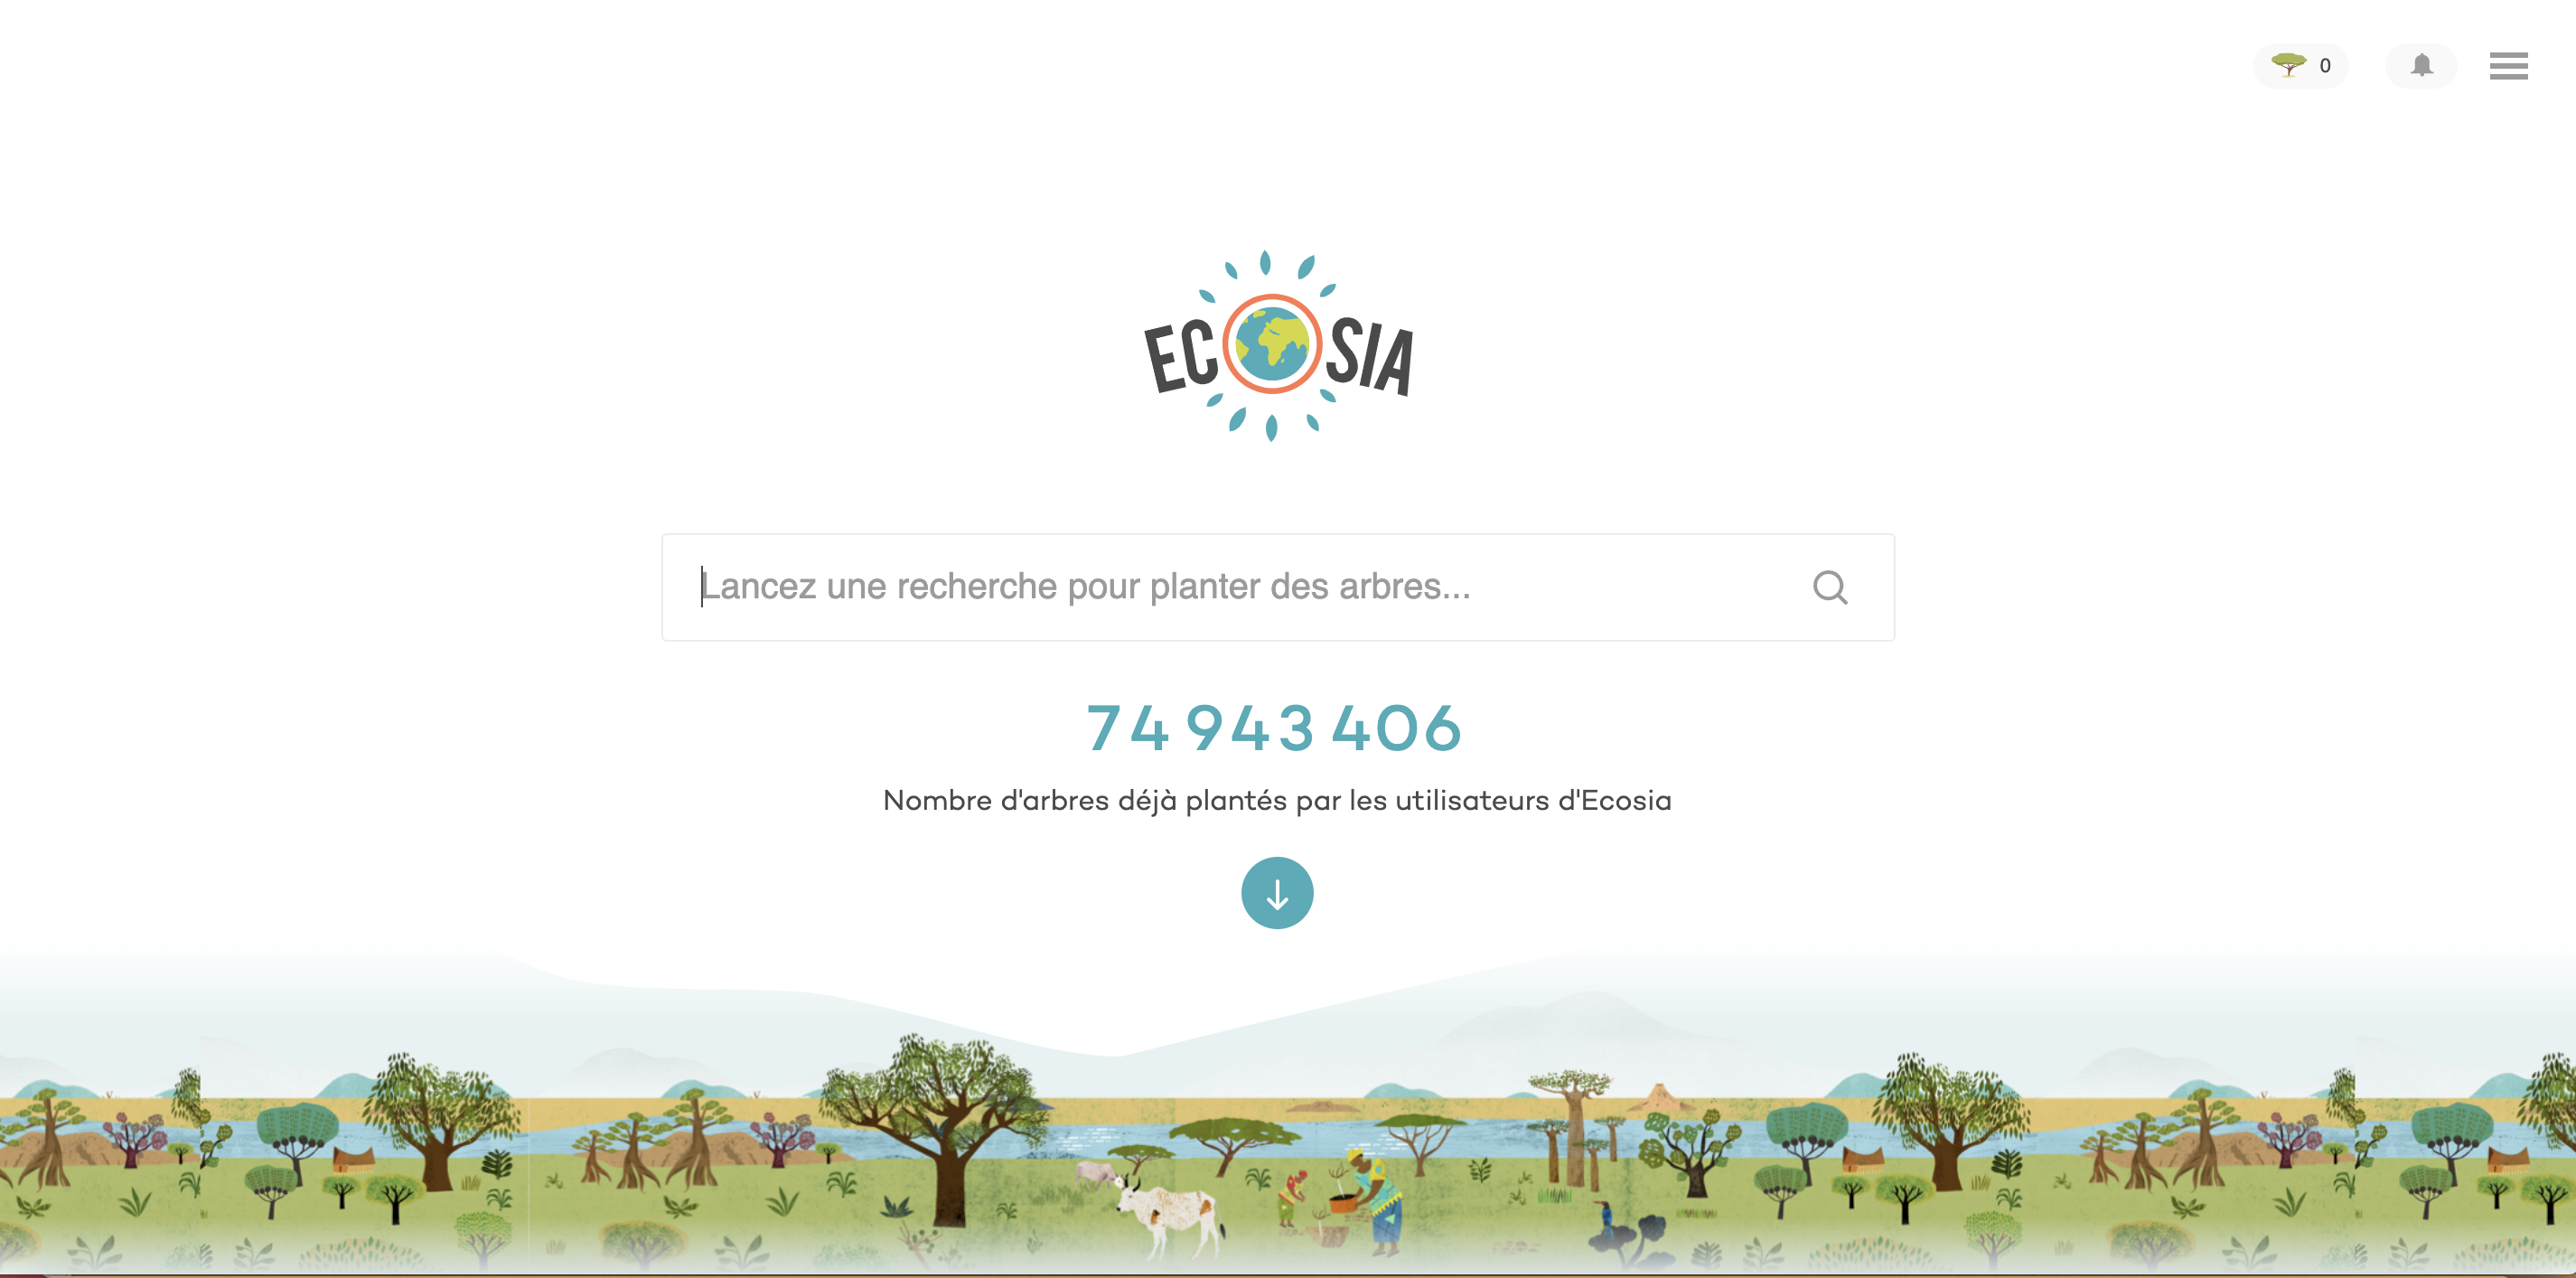 0
ECOSIA
Lancez une recherche pour planter des arbres...
74 943 406
Nombre d'arbres déjà plantés par les utilisateurs d'Ecosia